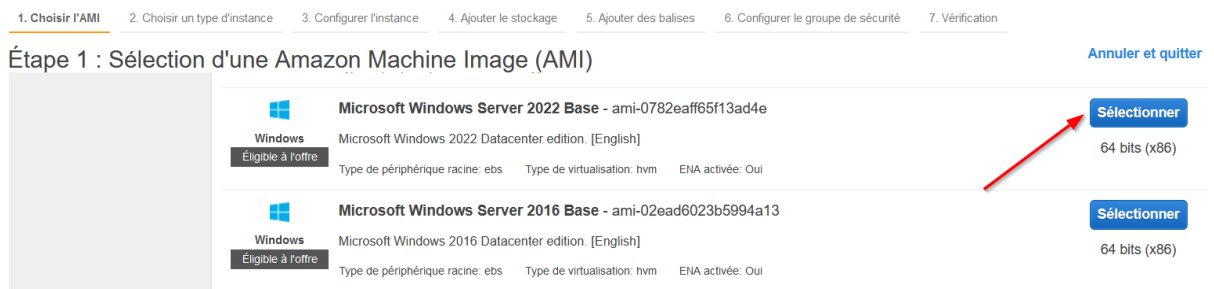 1. Choisir l'AMI 2. Choisir un type d'instance 3. Configurer l'instance 4. Ajouter le stockage 5. Ajouter des balises 6. Configurer le groupe de sécurité 7. Vérification
Étape 1 : Sélection d'une Amazon Machine Image (AMI) Annuler et quitter
Microsoft Windows Server 2022 Base - ami-0782eaff65f13ad4e Sélectionner
Windows Microsoft Windows 2022 Datacenter edition. [English] 64 bits (x86)
Éligible à l'offre
Type de périphérique racine: ebs Type de virtualisation: hvm ENA activée: Oui
Microsoft Windows Server 2016 Base - ami-02ead6023b5994a13 Sélectionner
Windows Microsoft Windows 2016 Datacenter edition. [English] 64 bits (x86)
Éligible à l'offre
Type de périphérique racine: ebs Type de virtualisation: hvm ENA activée: Oui